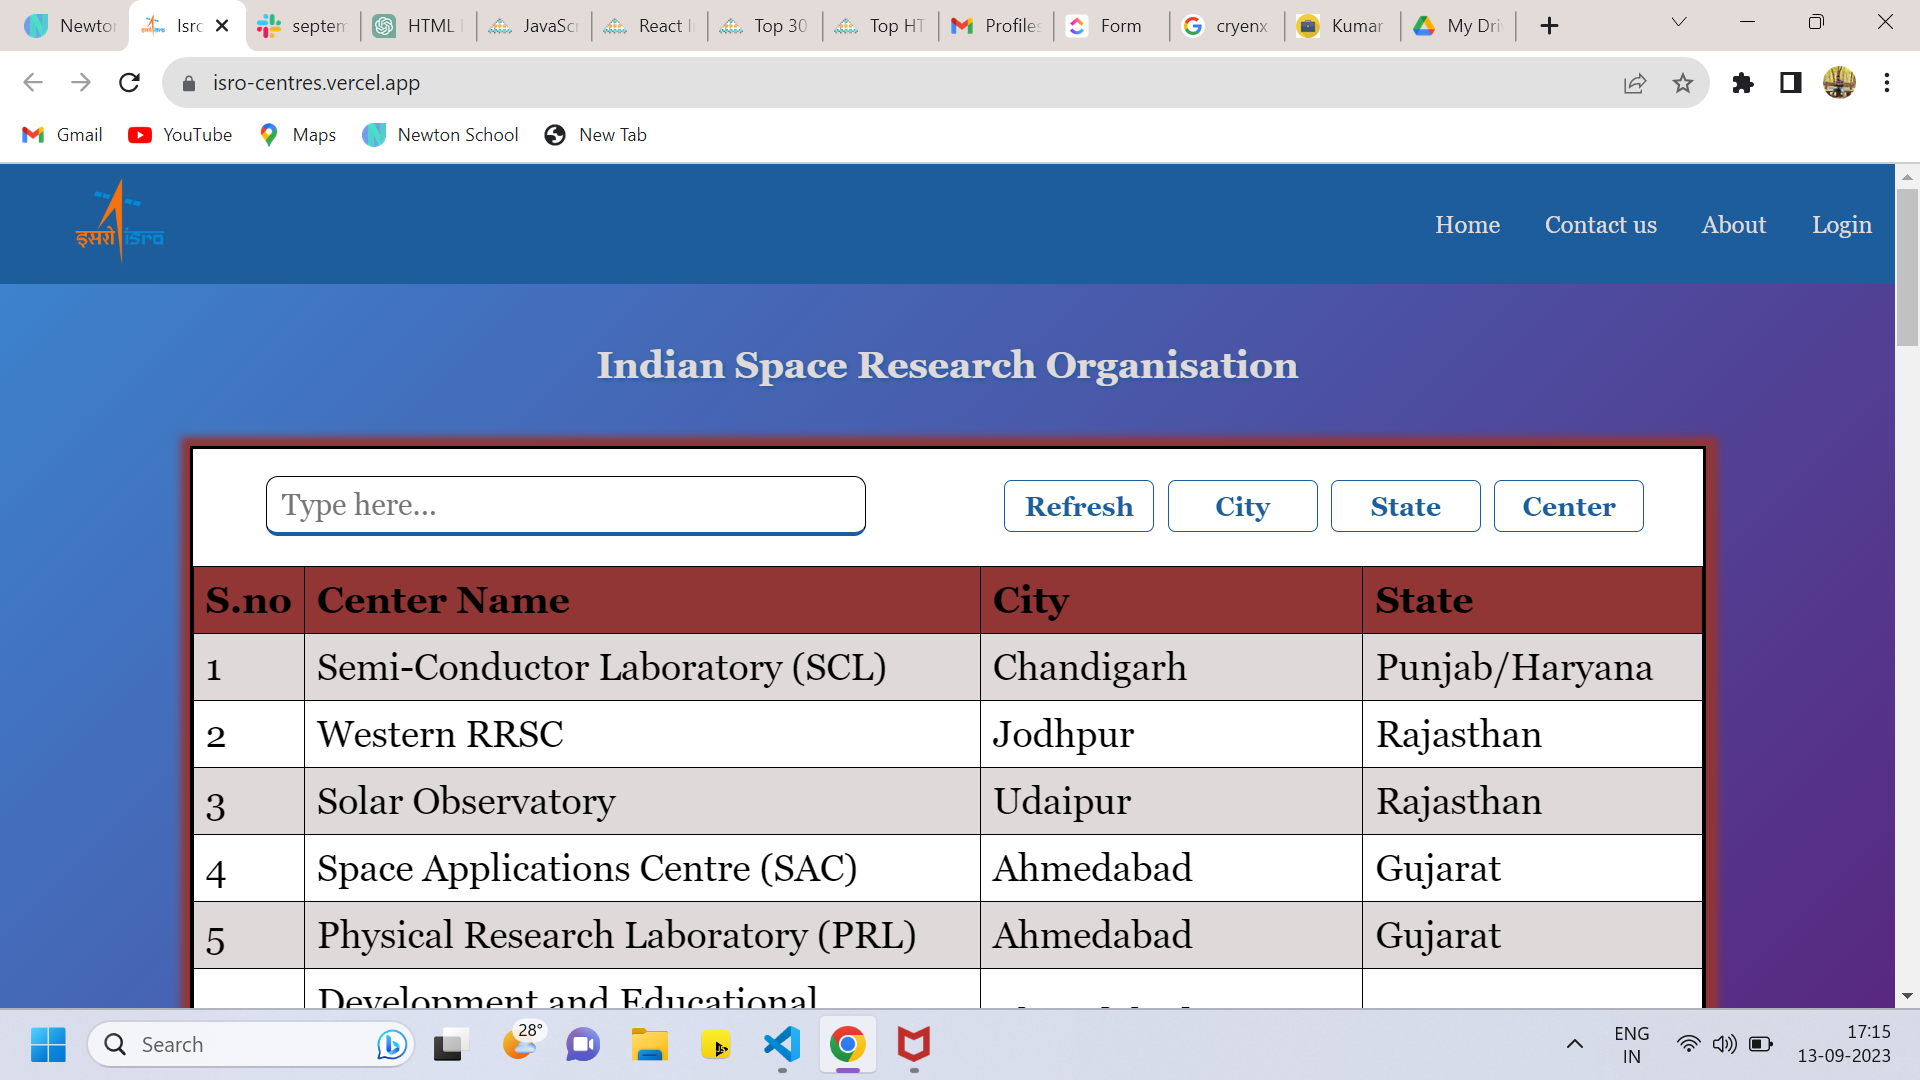 Newton
Isro
septem
HTML
JavaSc
React I
Top 30
Top HT
Profiles
Form
cryenx
Kumar
My Dri
isro-centres.vercel.app
Gmail YouTube Maps Newton School New Tab
इसरो isro
Home Contact us About Login
Indian Space Research Organisation
Type here...
Refresh City State Center
S.no Center Name City State
1 Semi-Conductor Laboratory (SCL) Chandigarh Punjab/Haryana
2 Western RRSC Jodhpur Rajasthan
3 Solar Observatory Udaipur Rajasthan
4 Space Applications Centre (SAC) Ahmedabad Gujarat
5 Physical Research Laboratory (PRL) Ahmedabad Gujarat
Development and Educational
28°
Search
ENG
IN
17:15
13-09-2023